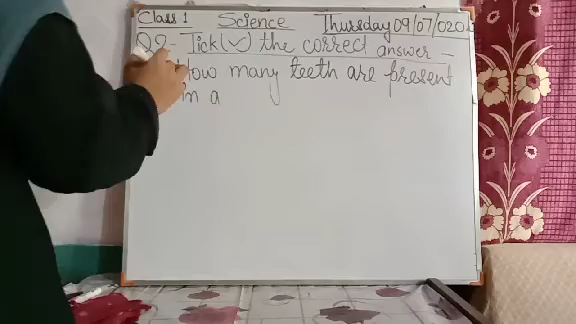 Class 1 Science Thursday 09/07/020
Q2. Tick(✓) the correct answer -
How many teeth are present
in a